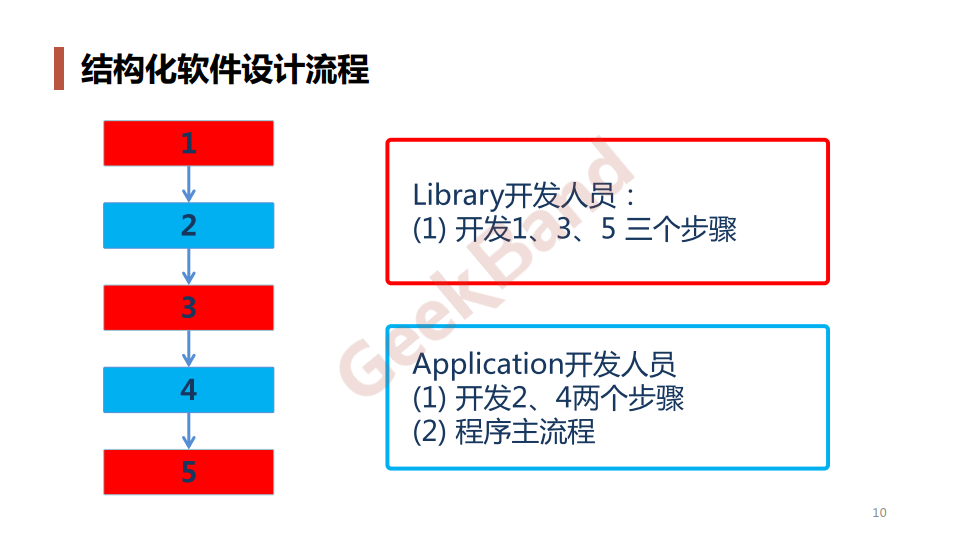 结构化软件设计流程
1
2
3
4
5
Library开发人员：
(1) 开发1、3、5 三个步骤
Application开发人员
(1) 开发2、4两个步骤
(2) 程序主流程
GeekBand
10